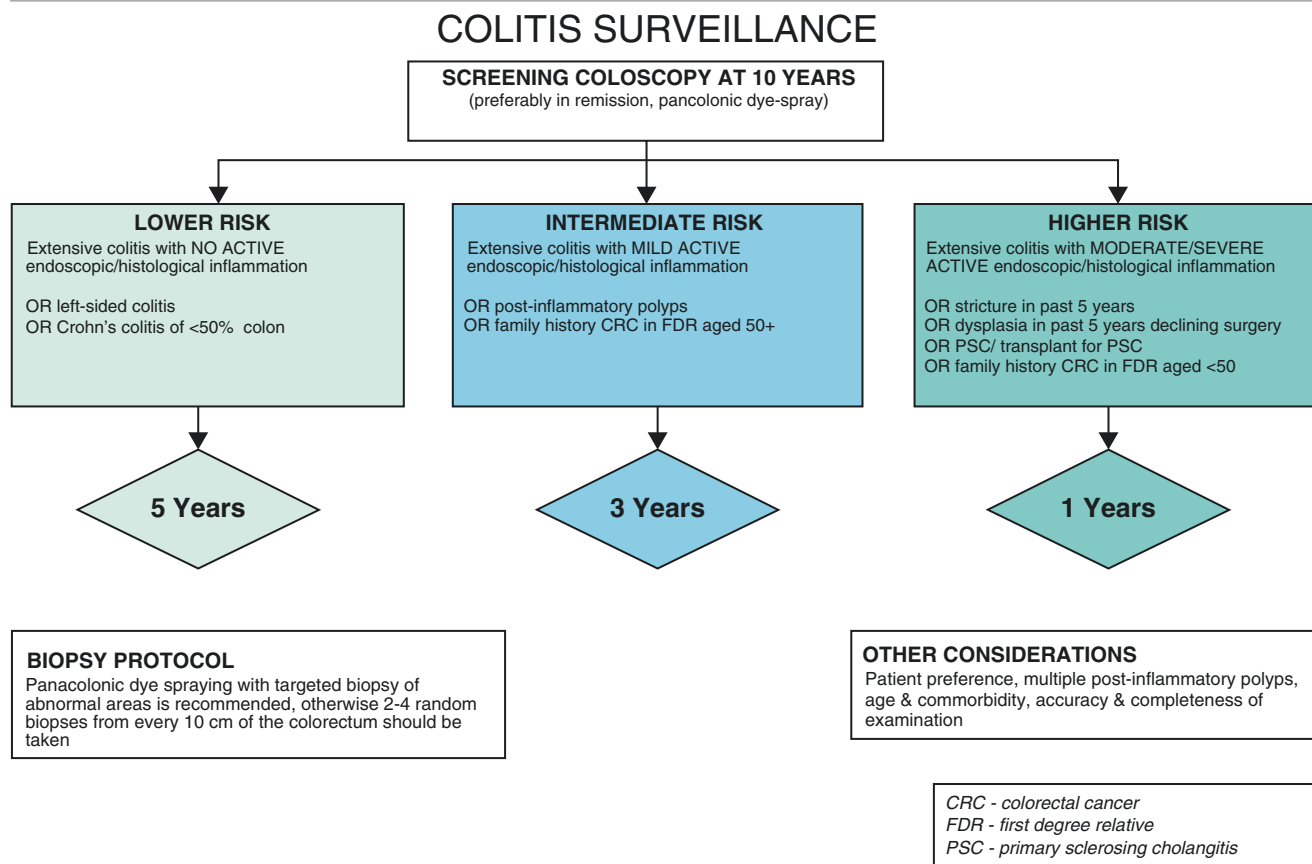 COLITIS SURVEILLANCE
SCREENING COLOSCOPY AT 10 YEARS
(preferably in remission, pancolonic dye-spray)
LOWER RISK
Extensive colitis with NO ACTIVE
endoscopic/histological inflammation
OR left-sided colitis
OR Crohn's colitis of <50% colon
INTERMEDIATE RISK
Extensive colitis with MILD ACTIVE
endoscopic/histological inflammation
OR post-inflammatory polyps
OR family history CRC in FDR aged 50+
HIGHER RISK
Extensive colitis with MODERATE/SEVERE
ACTIVE endoscopic/histological inflammation
OR stricture in past 5 years
OR dysplasia in past 5 years declining surgery
OR PSC/ transplant for PSC
OR family history CRC in FDR aged <50
5 Years
3 Years
1 Years
BIOPSY PROTOCOL
Panacolonic dye spraying with targeted biopsy of
abnormal areas is recommended, otherwise 2-4 random
biopses from every 10 cm of the colorectum should be
taken
OTHER CONSIDERATIONS
Patient preference, multiple post-inflammatory polyps,
age & commorbidity, accuracy & completeness of
examination
CRC - colorectal cancer
FDR - first degree relative
PSC - primary sclerosing cholangitis